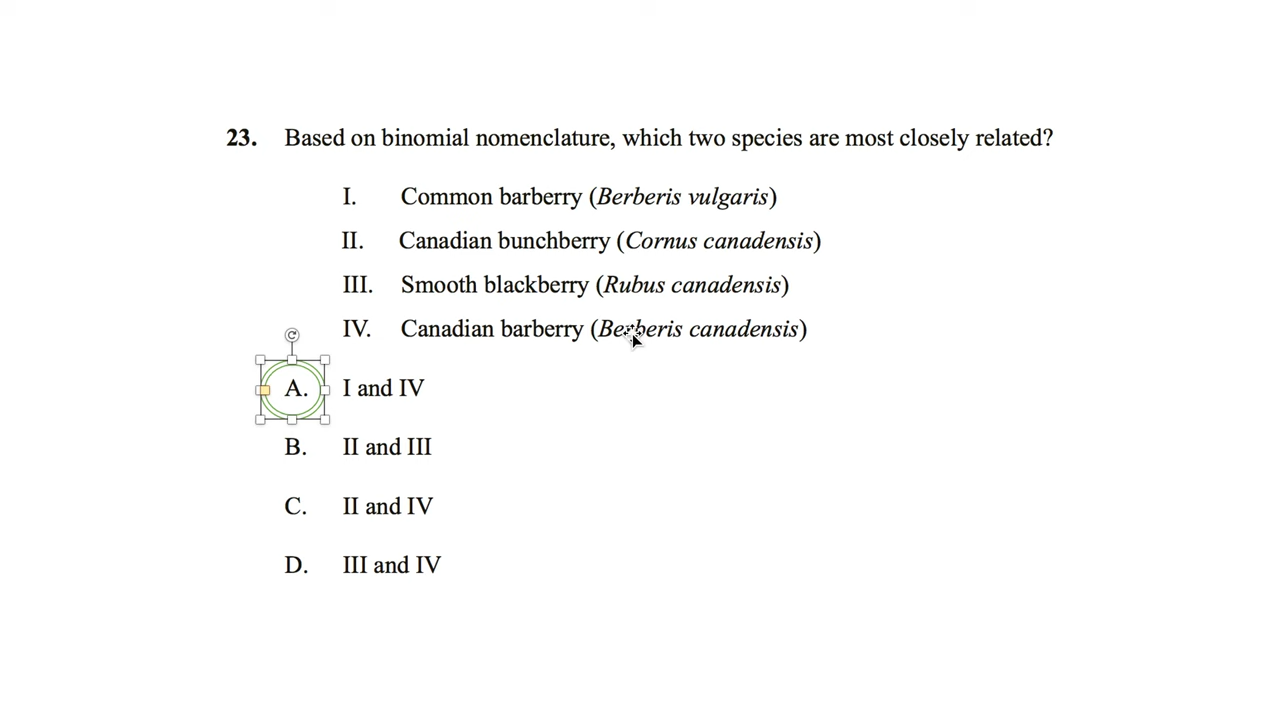 23. Based on binomial nomenclature, which two species are most closely related?
I. Common barberry (Berberis vulgaris)
II. Canadian bunchberry (Cornus canadensis)
III. Smooth blackberry (Rubus canadensis)
IV. Canadian barberry (Berberis canadensis)
A. I and IV
B. II and III
C. II and IV
D. III and IV